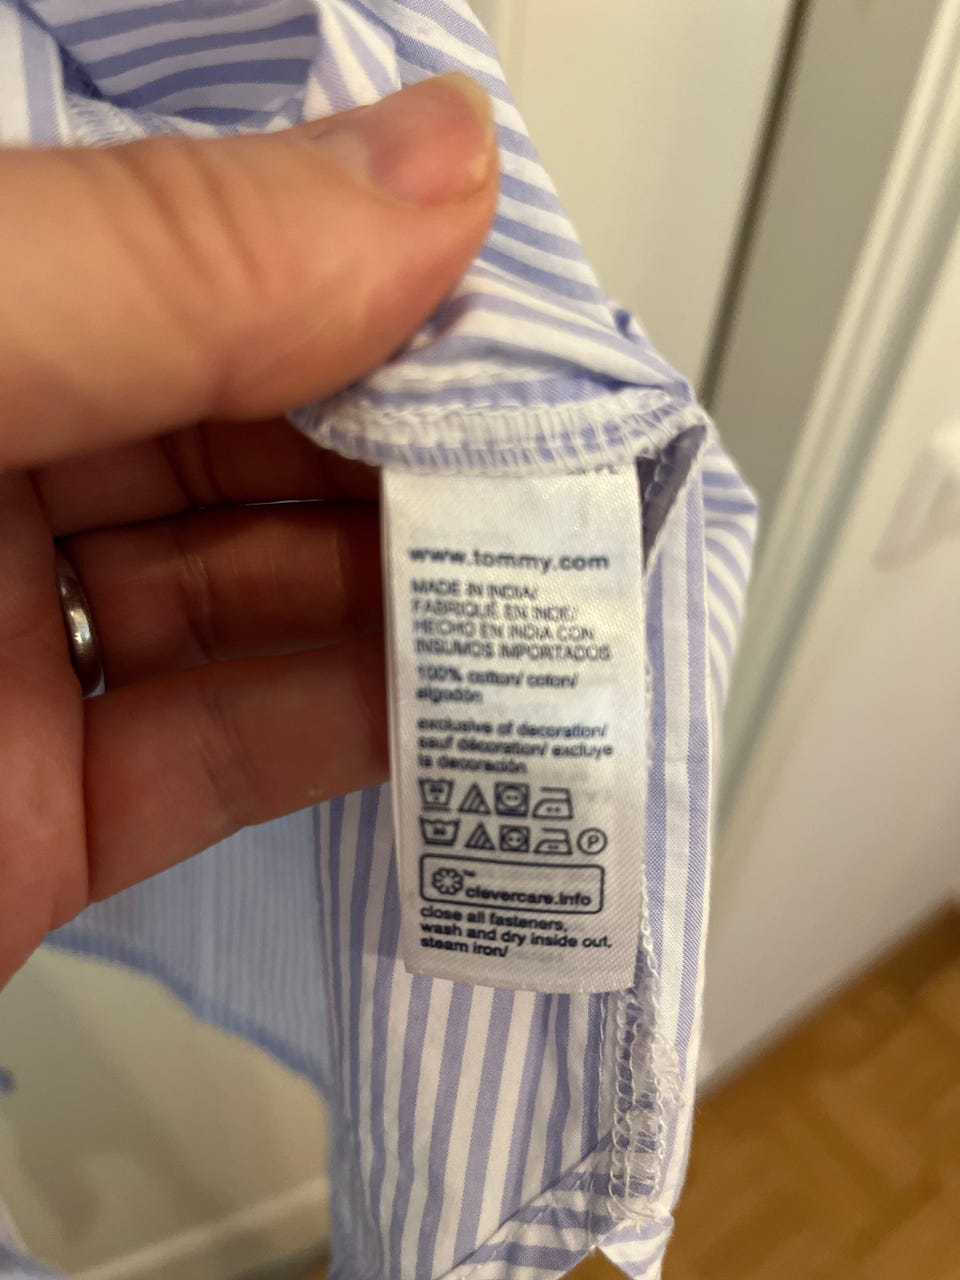 www.tommy.com
MADE IN INDIA/
FABRIQUÉ EN INDE/
HECHO EN INDIA CON
INSUMOS IMPORTADOS
100% cotton/ coton/
algodón
exclusive of decoration/
sauf décoration/ excluye
la decoración
P
clevercare.info
close all fasteners,
wash and dry inside out,
steam iron/